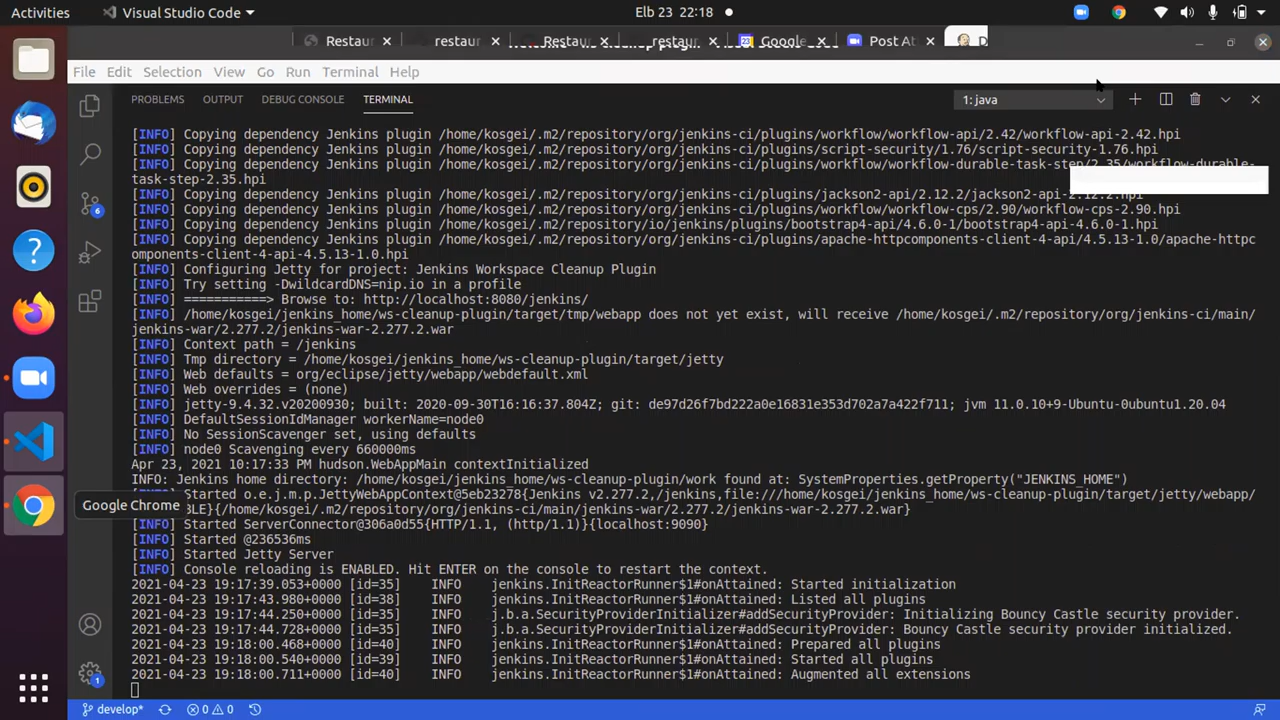 Activities
Visual Studio Code
Elb 23 22:18
Restaur
restaur
Restaur
restaur
Google
Post At
File Edit Selection View Go Run Terminal Help
PROBLEMS OUTPUT DEBUG CONSOLE TERMINAL
1: java
[INFO] Copying dependency Jenkins plugin /home/kosgei/.m2/repository/org/jenkins-ci/plugins/workflow/workflow-api/2.42/workflow-api-2.42.hpi
[INFO] Copying dependency Jenkins plugin /home/kosgei/.m2/repository/org/jenkins-ci/plugins/script-security/1.76/script-security-1.76.hpi
[INFO] Copying dependency Jenkins plugin /home/kosgei/.m2/repository/org/jenkins-ci/plugins/workflow/workflow-durable-task-step/2.35/workflow-durable-
task-step-2.35.hpi
[INFO] Copying dependency Jenkins plugin /home/kosgei/.m2/repository/org/jenkins-ci/plugins/jackson2-api/2.12.2/jackson2-api-2.12.2.hpi
[INFO] Copying dependency Jenkins plugin /home/kosgei/.m2/repository/org/jenkins-ci/plugins/workflow/workflow-cps/2.90/workflow-cps-2.90.hpi
[INFO] Copying dependency Jenkins plugin /home/kosgei/.m2/repository/io/jenkins/plugins/bootstrap4-api/4.6.0-1/bootstrap4-api-4.6.0-1.hpi
[INFO] Copying dependency Jenkins plugin /home/kosgei/.m2/repository/org/jenkins-ci/plugins/apache-httpcomponents-client-4-api/4.5.13-1.0/apache-httpc
omponents-client-4-api-4.5.13-1.0.hpi
[INFO] Configuring Jetty for project: Jenkins Workspace Cleanup Plugin
[INFO] Try setting -DwildcardDNS=nip.io in a profile
[INFO] ===========> Browse to: http://localhost:8080/jenkins/
[INFO] /home/kosgei/jenkins_home/ws-cleanup-plugin/target/tmp/webapp does not yet exist, will receive /home/kosgei/.m2/repository/org/jenkins-ci/main/
jenkins-war/2.277.2/jenkins-war-2.277.2.war
[INFO] Context path = /jenkins
[INFO] Tmp directory = /home/kosgei/jenkins_home/ws-cleanup-plugin/target/jetty
[INFO] Web defaults = org/eclipse/jetty/webapp/webdefault.xml
[INFO] Web overrides = (none)
[INFO] jetty-9.4.32.v20200930; built: 2020-09-30T16:16:37.804Z; git: de97d26f7bd222a0e16831e353d702a7a422f711; jvm 11.0.10+9-Ubuntu-0ubuntu1.20.04
[INFO] DefaultSessionIdManager workerName=node0
[INFO] No SessionScavenger set, using defaults
[INFO] node0 Scavenging every 660000ms
Apr 23, 2021 10:17:33 PM hudson.WebAppMain contextInitialized
INFO: Jenkins home directory: /home/kosgei/jenkins_home/ws-cleanup-plugin/work found at: SystemProperties.getProperty("JENKINS_HOME")
Started o.e.j.m.p.JettyWebAppContext@5eb23278{Jenkins v2.277.2,/jenkins,file:///home/kosgei/jenkins_home/ws-cleanup-plugin/target/jetty/webapp/
Google Chrome
BLE}{/home/kosgei/.m2/repository/org/jenkins-ci/main/jenkins-war/2.277.2/jenkins-war-2.277.2.war}
[INFO] Started ServerConnector@306a0d55{HTTP/1.1, (http/1.1)}{localhost:9090}
[INFO] Started @236536ms
[INFO] Started Jetty Server
[INFO] Console reloading is ENABLED. Hit ENTER on the console to restart the context.
2021-04-23 19:17:39.053+0000 [id=35] INFO jenkins.InitReactorRunner$1#onAttained: Started initialization
2021-04-23 19:17:43.980+0000 [id=38] INFO jenkins.InitReactorRunner$1#onAttained: Listed all plugins
2021-04-23 19:17:44.250+0000 [id=35] INFO j.b.a.SecurityProviderInitializer#addSecurityProvider: Initializing Bouncy Castle security provider.
2021-04-23 19:17:44.728+0000 [id=35] INFO j.b.a.SecurityProviderInitializer#addSecurityProvider: Bouncy Castle security provider initialized.
2021-04-23 19:18:00.468+0000 [id=40] INFO jenkins.InitReactorRunner$1#onAttained: Prepared all plugins
2021-04-23 19:18:00.540+0000 [id=39] INFO jenkins.InitReactorRunner$1#onAttained: Started all plugins
2021-04-23 19:18:00.711+0000 [id=40] INFO jenkins.InitReactorRunner$1#onAttained: Augmented all extensions
6
1
develop*
0 0